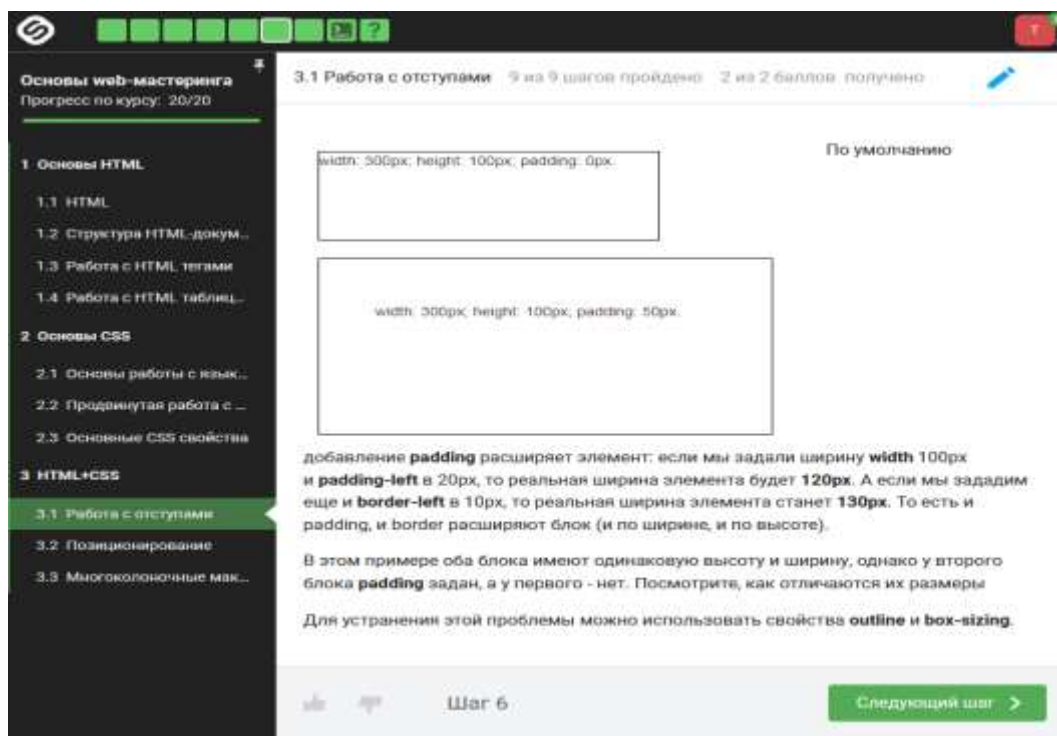 ?
T
Основы web-мастеринга
Прогресс по курсу: 20/20
1 Основы HTML
1.1 HTML
1.2 Структура HTML-докум...
1.3 Работа с HTML тегами
1.4 Работа с HTML таблиц...
2 Основы CSS
2.1 Основы работы с язык...
2.2 Продвинутая работа с ...
2.3 Основные CSS свойства
3 HTML+CSS
3.1 Работа с отступами
3.2 Позиционирование
3.3 Многоколоночные мак...
3.1 Работа с отступами 9 из 9 шагов пройдено 2 из 2 баллов получено
По умолчанию
width: 300px; height: 100px; padding: 0px.
width: 300px; height: 100px; padding: 50px.
добавление padding расширяет элемент: если мы задали ширину width 100px
и padding-left в 20px, то реальная ширина элемента будет 120px. А если мы зададим
еще и border-left в 10px, то реальная ширина элемента станет 130px. То есть и
padding, и border расширяют блок (и по ширине, и по высоте).
В этом примере оба блока имеют одинаковую высоту и ширину, однако у второго
блока padding задан, а у первого - нет. Посмотрите, как отличаются их размеры
Для устранения этой проблемы можно использовать свойства outline и box-sizing.
Шаг 6
Следующий шаг